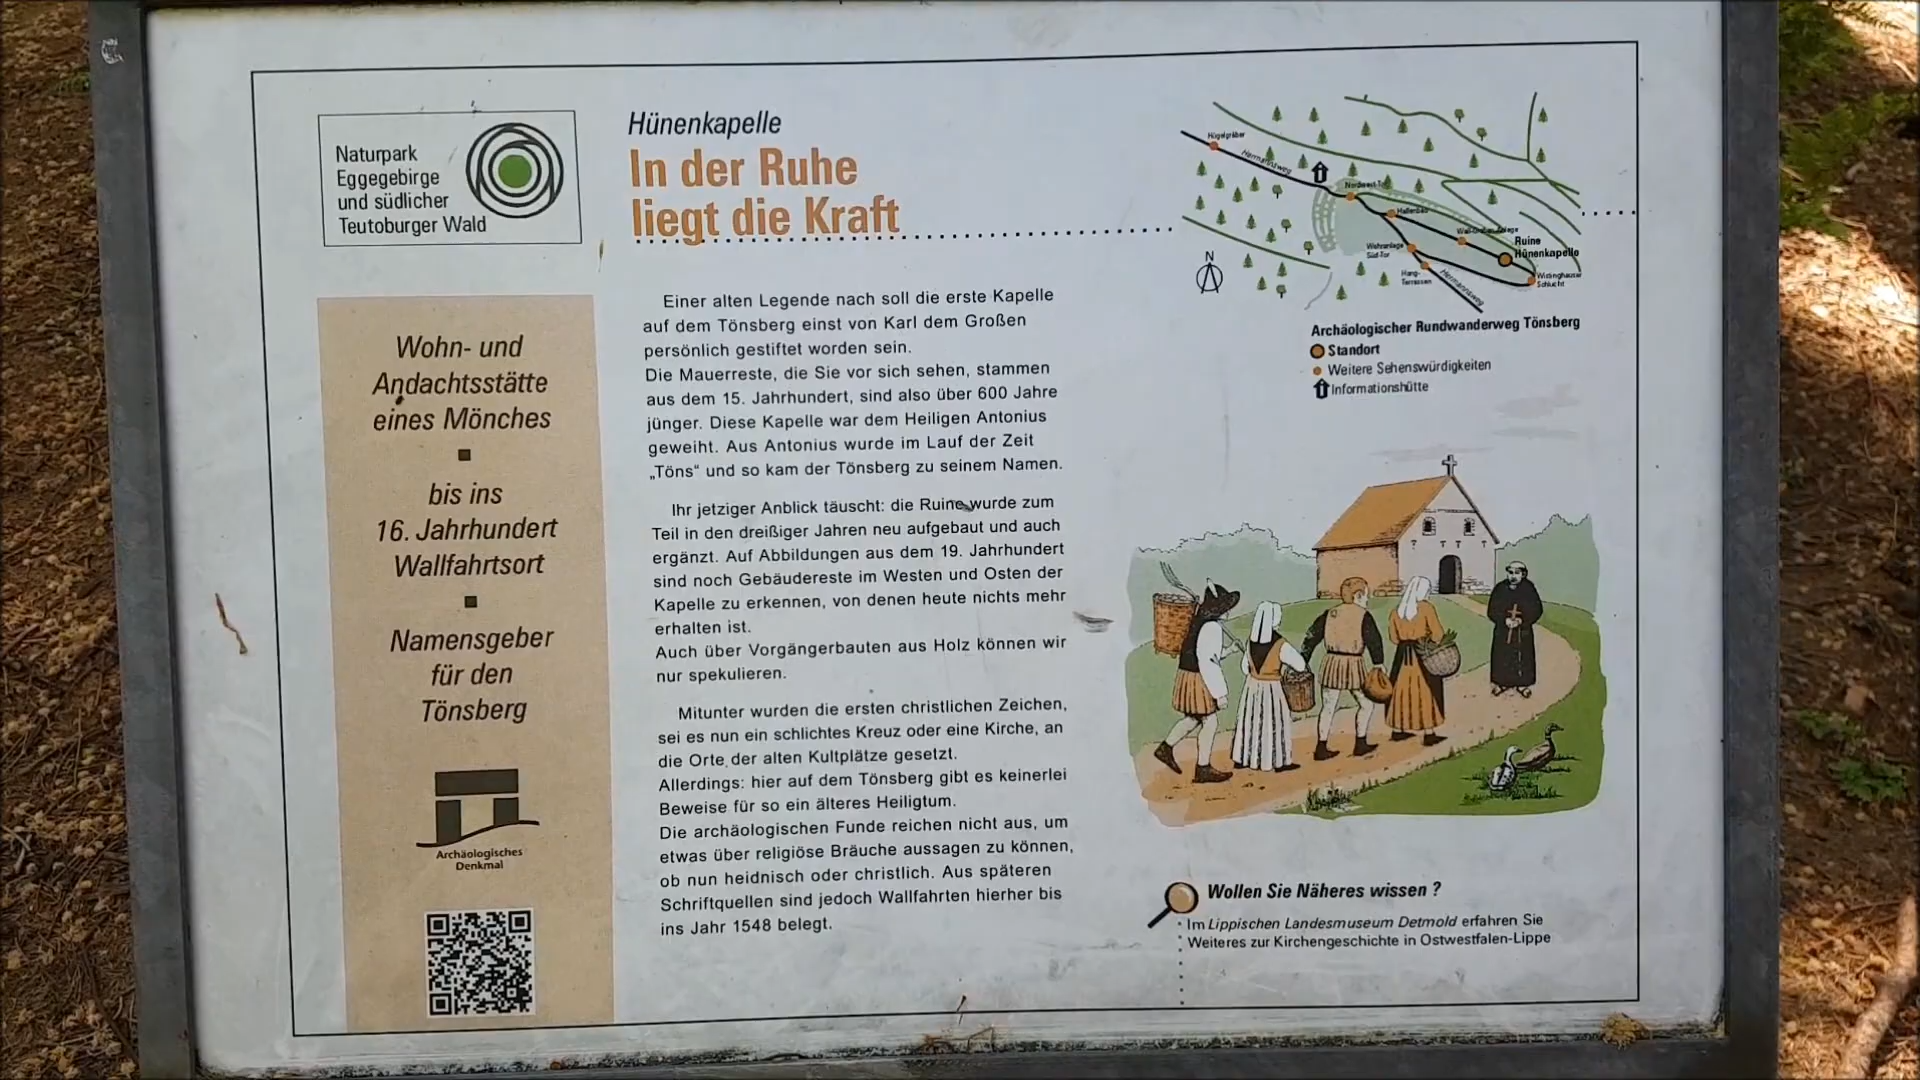 Naturpark
Eggegebirge
und südlicher
Teutoburger Wald
Hünenkapelle
In der Ruhe
liegt die Kraft
Wohn- und
Andachtsstätte
eines Mönches
bis ins
16. Jahrhundert
Wallfahrtsort
Namensgeber
für den
Tönsberg
Archäologisches
Denkmal
Einer alten Legende nach soll die erste Kapelle
auf dem Tönsberg einst von Karl dem Großen
persönlich gestiftet worden sein.
Die Mauerreste, die Sie vor sich sehen, stammen
aus dem 15. Jahrhundert, sind also über 600 Jahre
jünger. Diese Kapelle war dem Heiligen Antonius
geweiht. Aus Antonius wurde im Lauf der Zeit
„Töns“ und so kam der Tönsberg zu seinem Namen.
Ihr jetziger Anblick täuscht: die Ruine wurde zum
Teil in den dreißiger Jahren neu aufgebaut und auch
ergänzt. Auf Abbildungen aus dem 19. Jahrhundert
sind noch Gebäudereste im Westen und Osten der
Kapelle zu erkennen, von denen heute nichts mehr
erhalten ist.
Auch über Vorgängerbauten aus Holz können wir
nur spekulieren.
Mitunter wurden die ersten christlichen Zeichen,
sei es nun ein schlichtes Kreuz oder eine Kirche, an
die Orte der alten Kultplätze gesetzt.
Allerdings: hier auf dem Tönsberg gibt es keinerlei
Beweise für so ein älteres Heiligtum.
Die archäologischen Funde reichen nicht aus, um
etwas über religiöse Bräuche aussagen zu können,
ob nun heidnisch oder christlich. Aus späteren
Schriftquellen sind jedoch Wallfahrten hierher bis
ins Jahr 1548 belegt.
Hügelgräber
Hermannsweg
Nordwest-Tor
Hallenbau
Wall-Graben-Anlage
Ruine
Hünenkapelle
Wehranlage
Süd-Tor
Hang-
Terrassen
Hermannsweg
Wistinghauser
Schlucht
N
Archäologischer Rundwanderweg Tönsberg
Standort
Weitere Sehenswürdigkeiten
Informationshütte
Wollen Sie Näheres wissen ?
Im Lippischen Landesmuseum Detmold erfahren Sie
Weiteres zur Kirchengeschichte in Ostwestfalen-Lippe